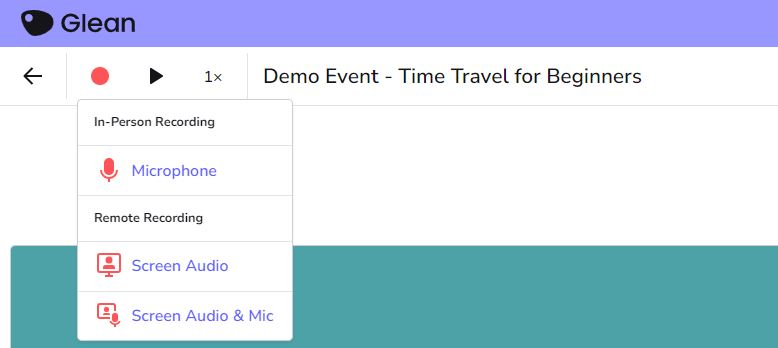 Glean
1× Demo Event - Time Travel for Beginners
In-Person Recording
Microphone
Remote Recording
Screen Audio
Screen Audio & Mic